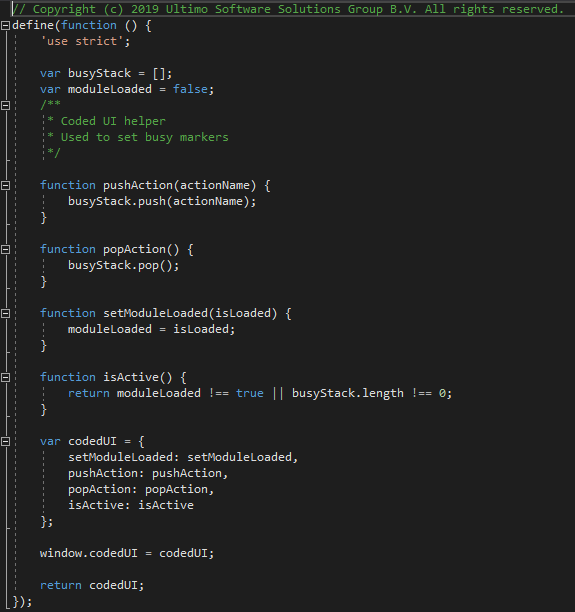 // Copyright (c) 2019 Ultimo Software Solutions Group B.V. All rights reserved.
define(function () {
    'use strict';

    var busyStack = [];
    var moduleLoaded = false;
    /**
     * Coded UI helper
     * Used to set busy markers
     */

    function pushAction(actionName) {
        busyStack.push(actionName);
    }

    function popAction() {
        busyStack.pop();
    }

    function setModuleLoaded(isLoaded) {
        moduleLoaded = isLoaded;
    }

    function isActive() {
        return moduleLoaded !== true || busyStack.length !== 0;
    }

    var codedUI = {
        setModuleLoaded: setModuleLoaded,
        pushAction: pushAction,
        popAction: popAction,
        isActive: isActive
    };

    window.codedUI = codedUI;

    return codedUI;
});